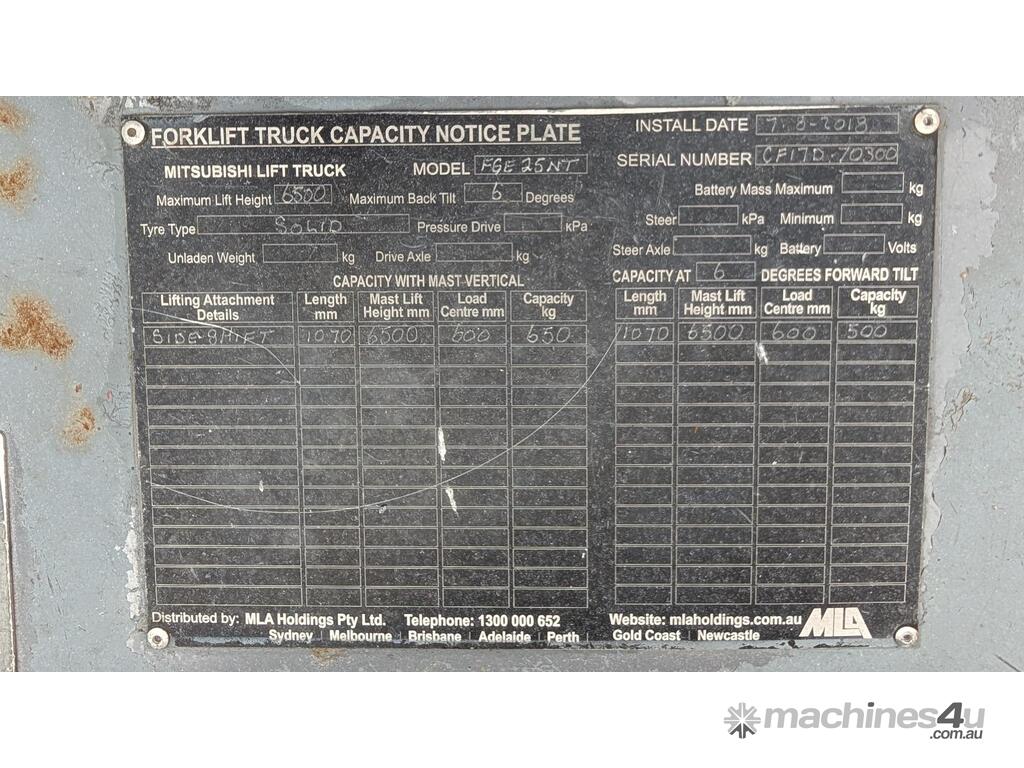 FORKLIFT TRUCK CAPACITY NOTICE PLATE
INSTALL DATE 7-8-2018
MITSUBISHI LIFT TRUCK MODEL FGE 25NT
SERIAL NUMBER CF17D-70300
Maximum Lift Height 6500 Maximum Back Tilt 6 Degrees
Battery Mass Maximum kg
Tyre Type SOLID Pressure Drive kPa
Steer kPa Minimum kg
Unladen Weight kg Drive Axle kg
Steer Axle kg Battery Volts
CAPACITY WITH MAST VERTICAL
CAPACITY AT 6 DEGREES FORWARD TILT
Lifting Attachment Details Length mm Mast Lift Height mm Load Centre mm Capacity kg
Length mm Mast Lift Height mm Load Centre mm Capacity kg
SIDE SHIFT 1070 6500 600 650
1070 6500 600 500
Distributed by: MLA Holdings Pty Ltd. Telephone: 1300 000 652
Sydney | Melbourne | Brisbane | Adelaide | Perth
Website: mlaholdings.com.au
Gold Coast | Newcastle
MLA
machines4u
.com.au